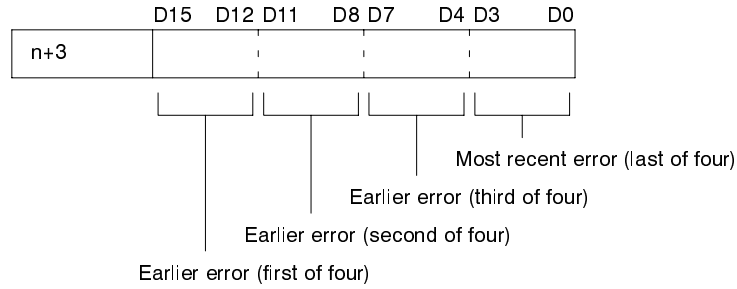 D15 D12 D11 D8 D7 D4 D3 D0
n+3
Most recent error (last of four)
Earlier error (third of four)
Earlier error (second of four)
Earlier error (first of four)